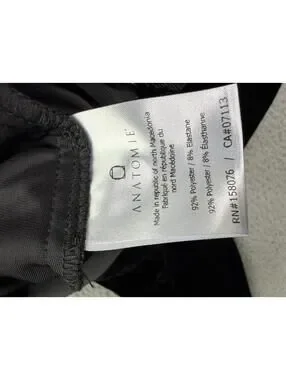 ANATOMIE
Made in republic of north Macedonia
Fabriqué en république du
nord Macédoine
92% Polyester / 8% Elastane
92% Polyester / 8% Élasthanne
RN#158076 / CA#07113